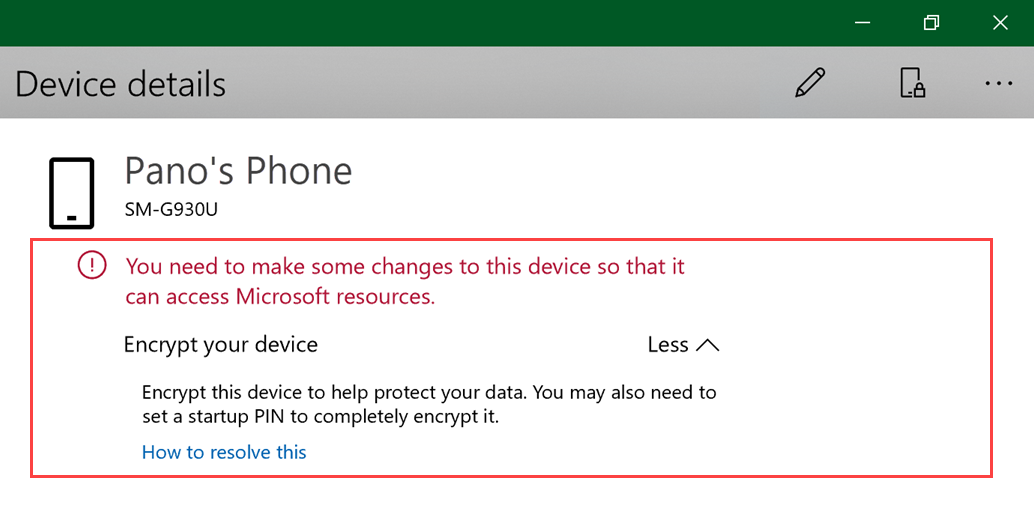 Device details
Pano's Phone
SM-G930U
You need to make some changes to this device so that it
can access Microsoft resources.
Encrypt your device
Less
Encrypt this device to help protect your data. You may also need to
set a startup PIN to completely encrypt it.
How to resolve this